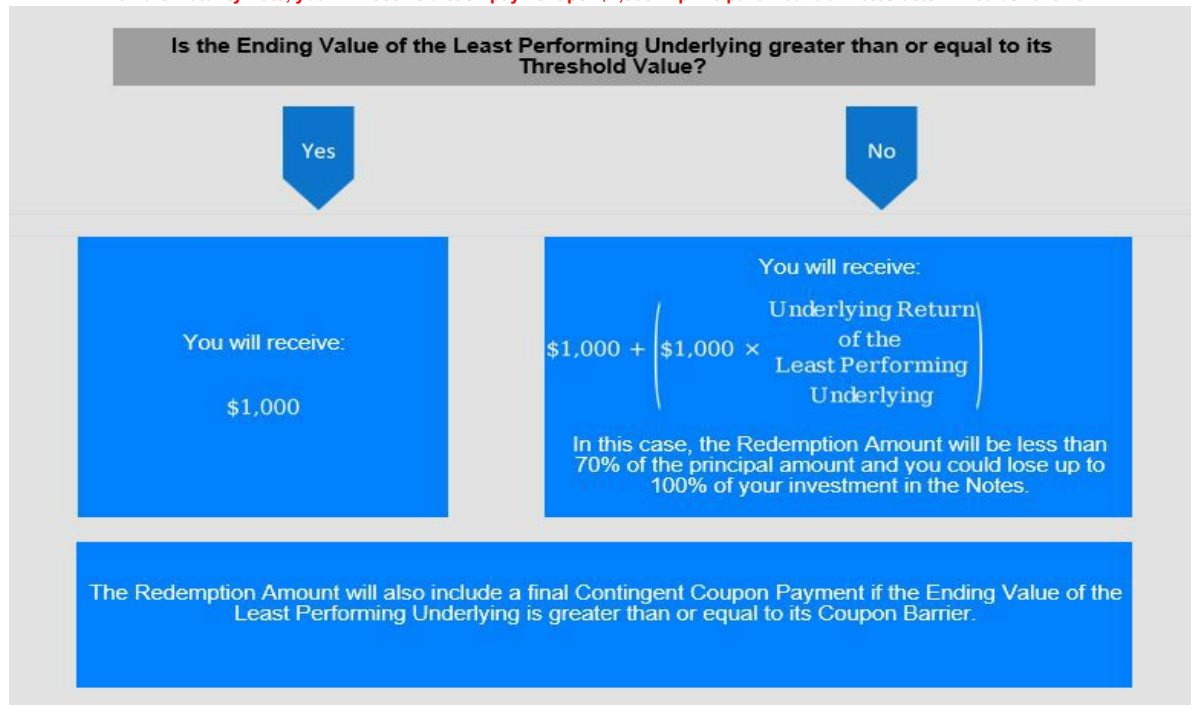 Is the Ending Value of the Least Performing Underlying greater than or equal to its
Threshold Value?
Yes
No
You will receive:
$1,000
You will receive:
$1,000 + ($1,000 × Underlying Return
of the
Least Performing
Underlying)
In this case, the Redemption Amount will be less than
70% of the principal amount and you could lose up to
100% of your investment in the Notes.
The Redemption Amount will also include a final Contingent Coupon Payment if the Ending Value of the
Least Performing Underlying is greater than or equal to its Coupon Barrier.